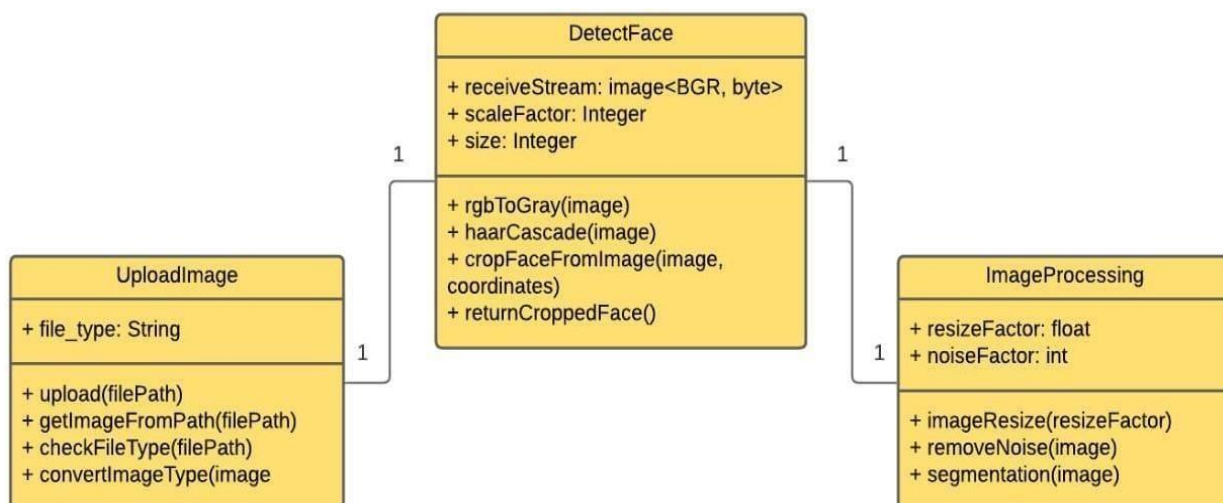 DetectFace
+ receiveStream: image<BGR, byte>
+ scaleFactor: Integer
+ size: Integer
1
1
+ rgbToGray(image)
+ haarCascade(image)
+ cropFaceFromImage(image,
coordinates)
+ returnCroppedFace()
UploadImage
+ file_type: String
1
+ upload(filePath)
+ getImageFromPath(filePath)
+ checkFileType(filePath)
+ convertImageType(image
ImageProcessing
+ resizeFactor: float
+ noiseFactor: int
1
+ imageResize(resizeFactor)
+ removeNoise(image)
+ segmentation(image)